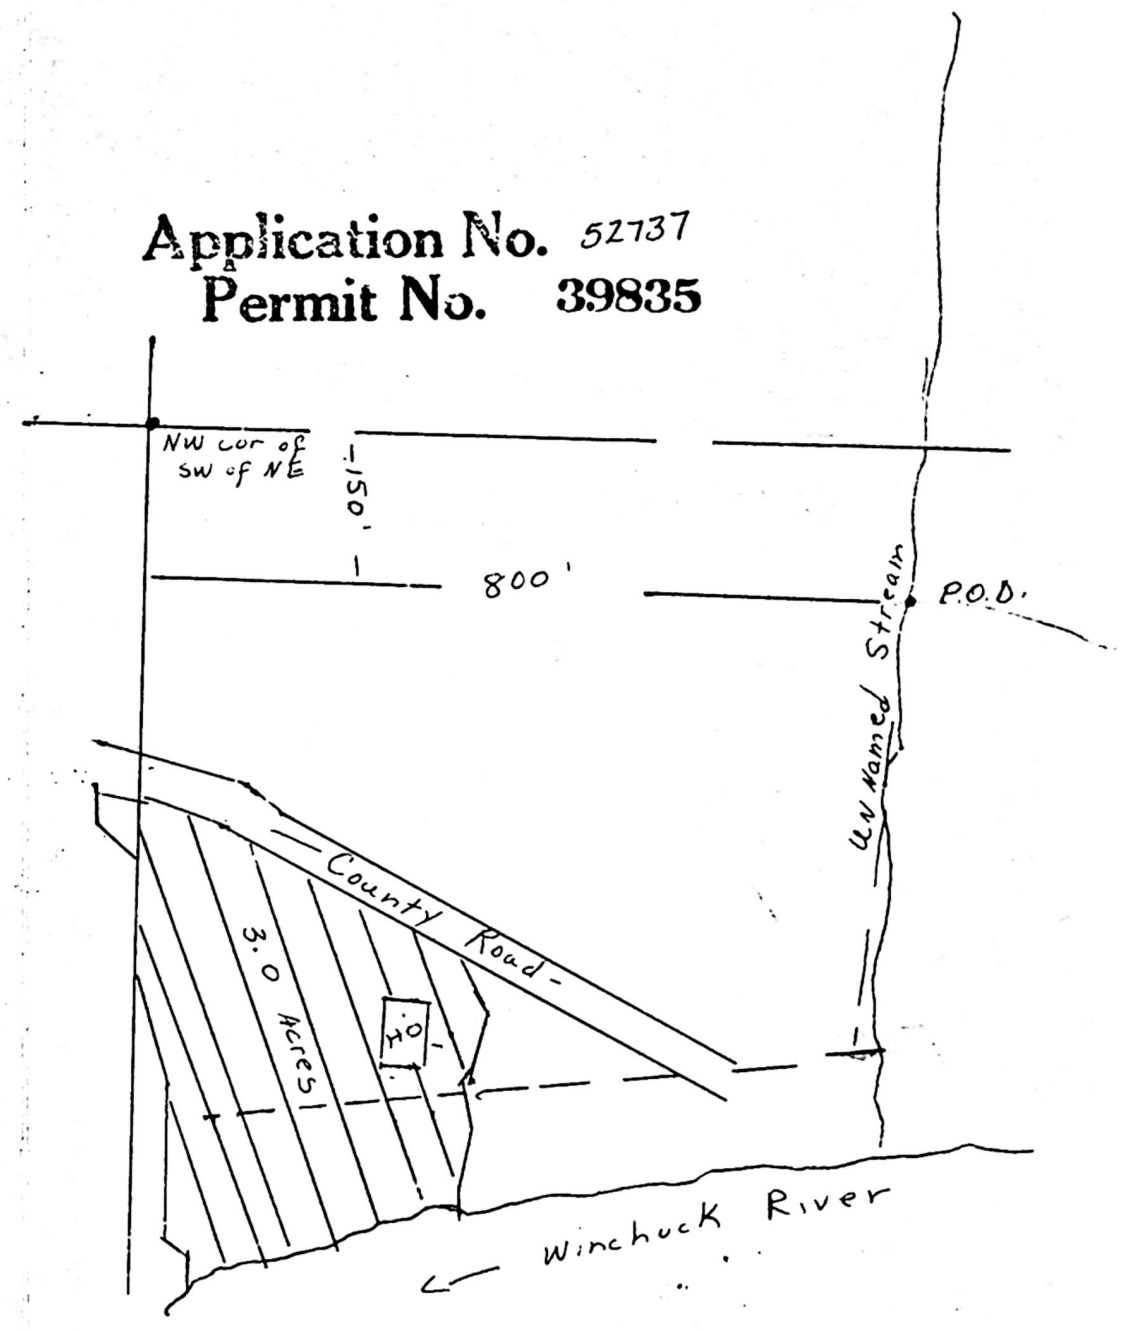 Application No. 52737
Permit No. 39835
NW cor of
SW of NE
150'
800'
P.O.D.
UN Named Stream
County Road
3.0 Acres
Winchuck River